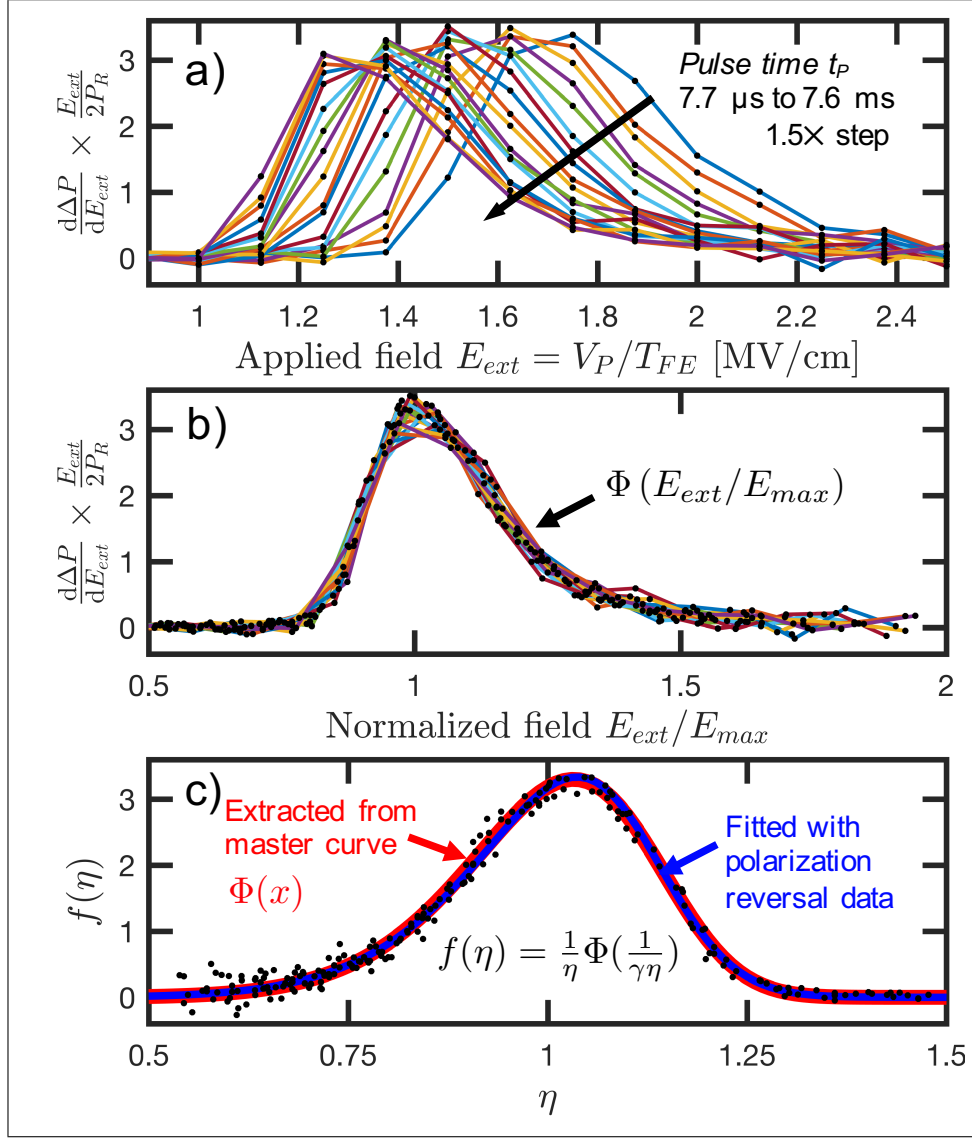 a)
Pulse time t_P
7.7 µs to 7.6 ms
1.5× step
dΔP/dE_ext × E_ext/2P_R
3
2
1
0
1 1.2 1.4 1.6 1.8 2 2.2 2.4
Applied field E_ext = V_P/T_FE [MV/cm]
b)
Φ (E_ext/E_max)
dΔP/dE_ext × E_ext/2P_R
3
2
1
0
0.5 1 1.5 2
Normalized field E_ext/E_max
c)
Extracted from
master curve
Φ(x)
Fitted with
polarization
reversal data
f(η) = 1/η Φ(1/γη)
f(η)
3
2
1
0
0.5 0.75 1 1.25 1.5
η